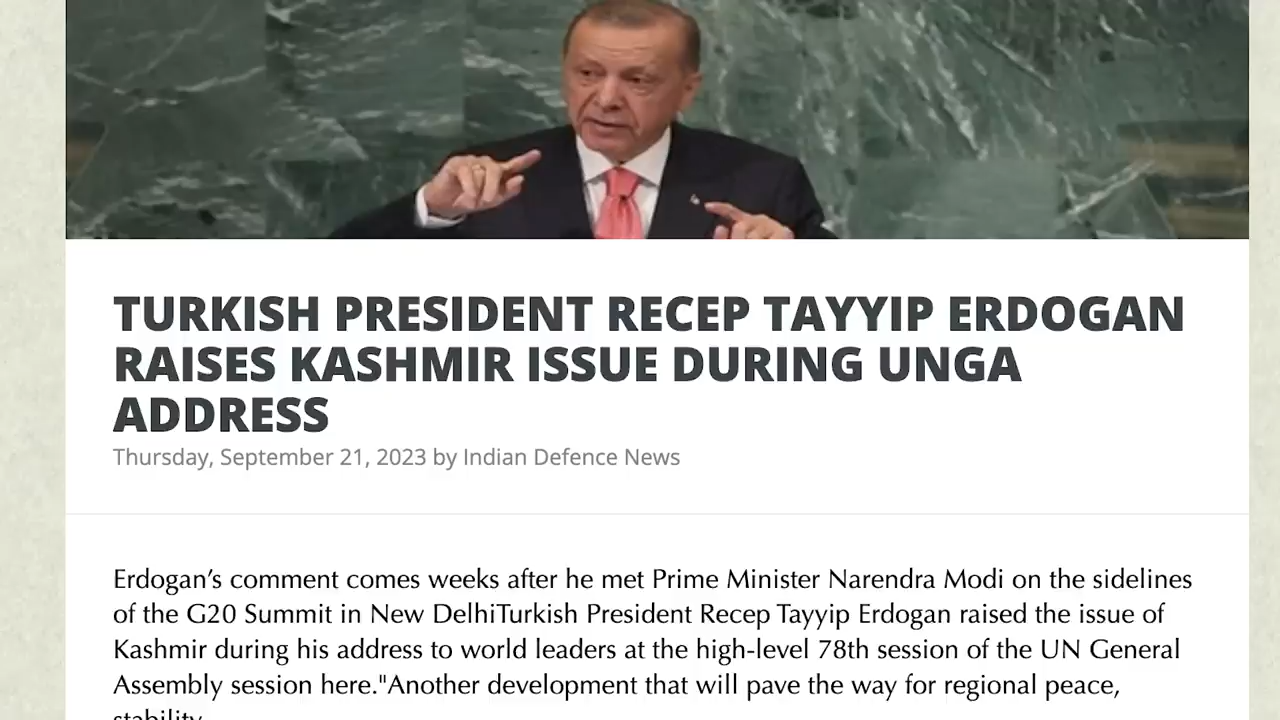 TURKISH PRESIDENT RECEP TAYYIP ERDOGAN
RAISES KASHMIR ISSUE DURING UNGA
ADDRESS
Thursday, September 21, 2023 by Indian Defence News
Erdogan’s comment comes weeks after he met Prime Minister Narendra Modi on the sidelines
of the G20 Summit in New DelhiTurkish President Recep Tayyip Erdogan raised the issue of
Kashmir during his address to world leaders at the high-level 78th session of the UN General
Assembly session here."Another development that will pave the way for regional peace,
stability